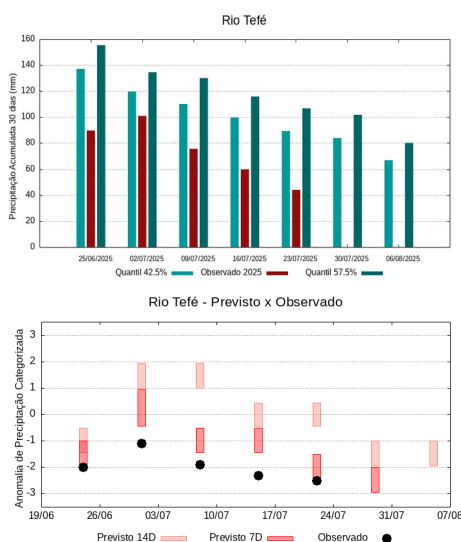 Rio Tefé
Precipitação Acumulada 30 dias (mm)
160
140
120
100
80
60
40
20
0
25/06/2025 02/07/2025 09/07/2025 16/07/2025 23/07/2025 30/07/2025 06/08/2025
Quantil 42.5% Observado 2025 Quantil 57.5%
Rio Tefé - Previsto x Observado
Anomalia de Precipitação Categorizada
3
2
1
0
-1
-2
-3
19/06 26/06 03/07 10/07 17/07 24/07 31/07 07/08
Previsto 14D Previsto 7D Observado